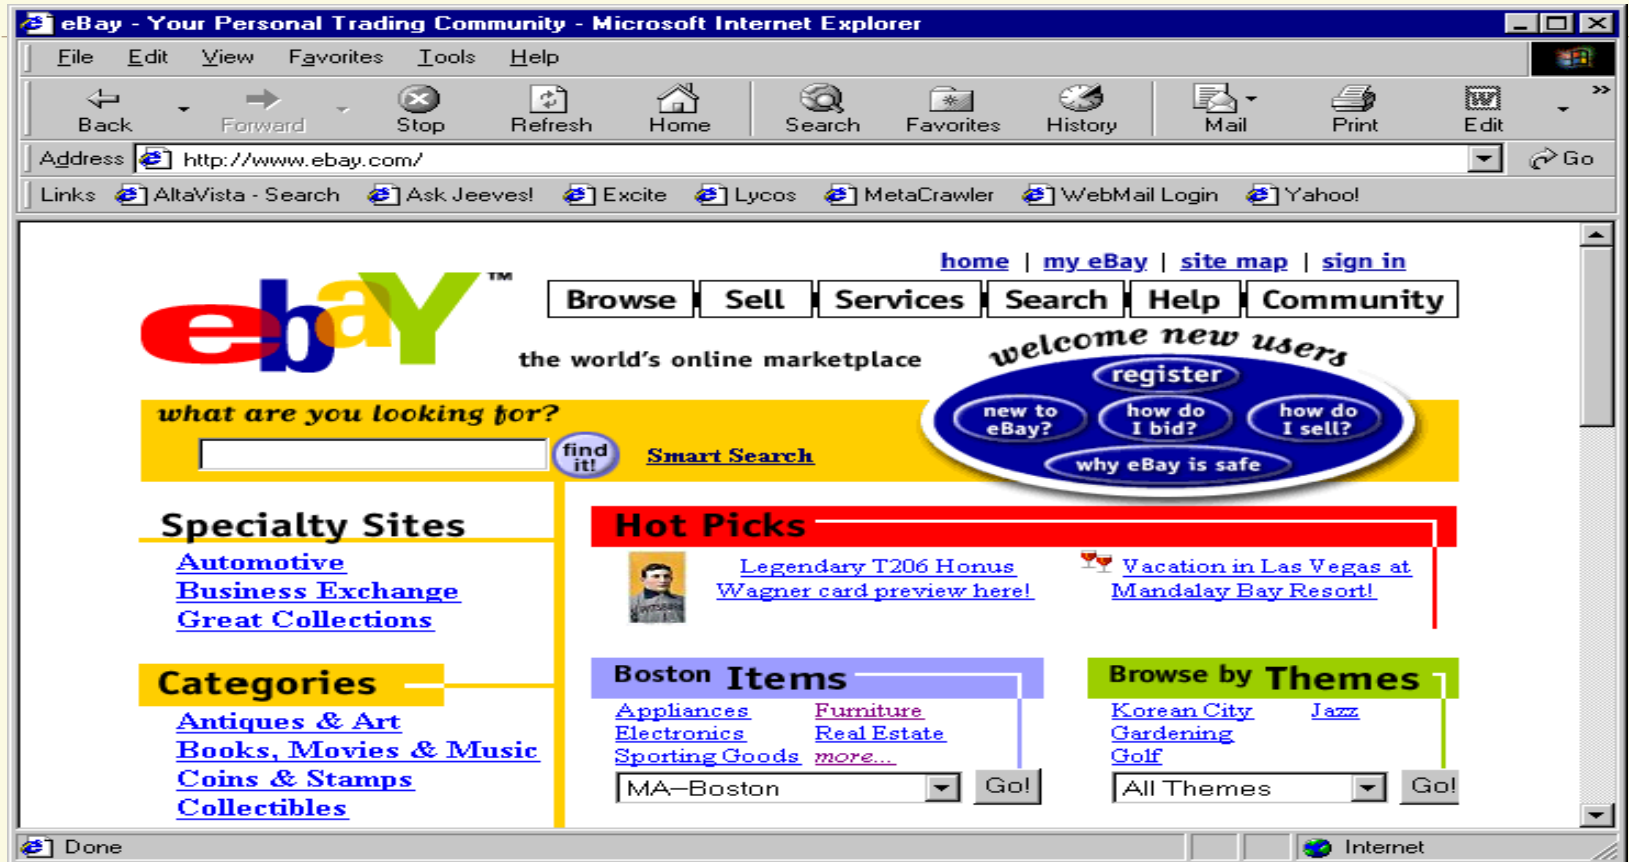 eBay - Your Personal Trading Community - Microsoft Internet Explorer
File Edit View Favorites Tools Help
Back Forward Stop Refresh Home Search Favorites History Mail Print Edit »
Address http://www.ebay.com/ Go
Links AltaVista - Search Ask Jeeves! Excite Lycos MetaCrawler WebMail Login Yahoo!
home | my eBay | site map | sign in
ebaY™
Browse Sell Services Search Help Community
the world's online marketplace
welcome new users
register
new to eBay?
how do I bid?
how do I sell?
why eBay is safe
what are you looking for?
find it!
Smart Search
Specialty Sites
Automotive
Business Exchange
Great Collections
Categories
Antiques & Art
Books, Movies & Music
Coins & Stamps
Collectibles
Hot Picks
Legendary T206 Honus
Wagner card preview here!
Vacation in Las Vegas at
Mandalay Bay Resort!
Boston Items
Appliances Furniture
Electronics Real Estate
Sporting Goods more...
MA-Boston Go!
Browse by Themes
Korean City Jazz
Gardening
Golf
All Themes Go!
Done Internet